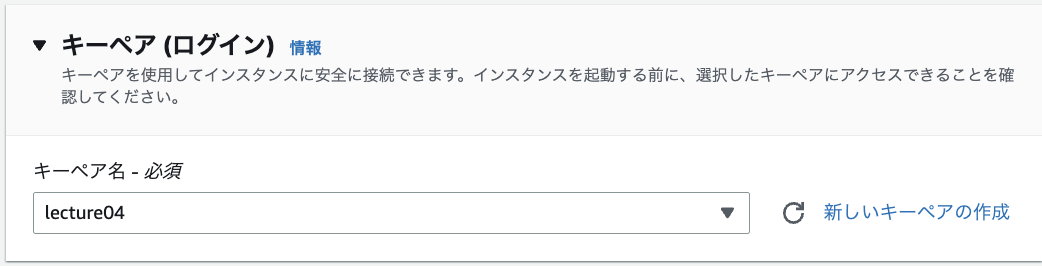 キーペア (ログイン) 情報
キーペアを使用してインスタンスに安全に接続できます。インスタンスを起動する前に、選択したキーペアにアクセスできることを確
認してください。
キーペア名 - 必須
lecture04
新しいキーペアの作成